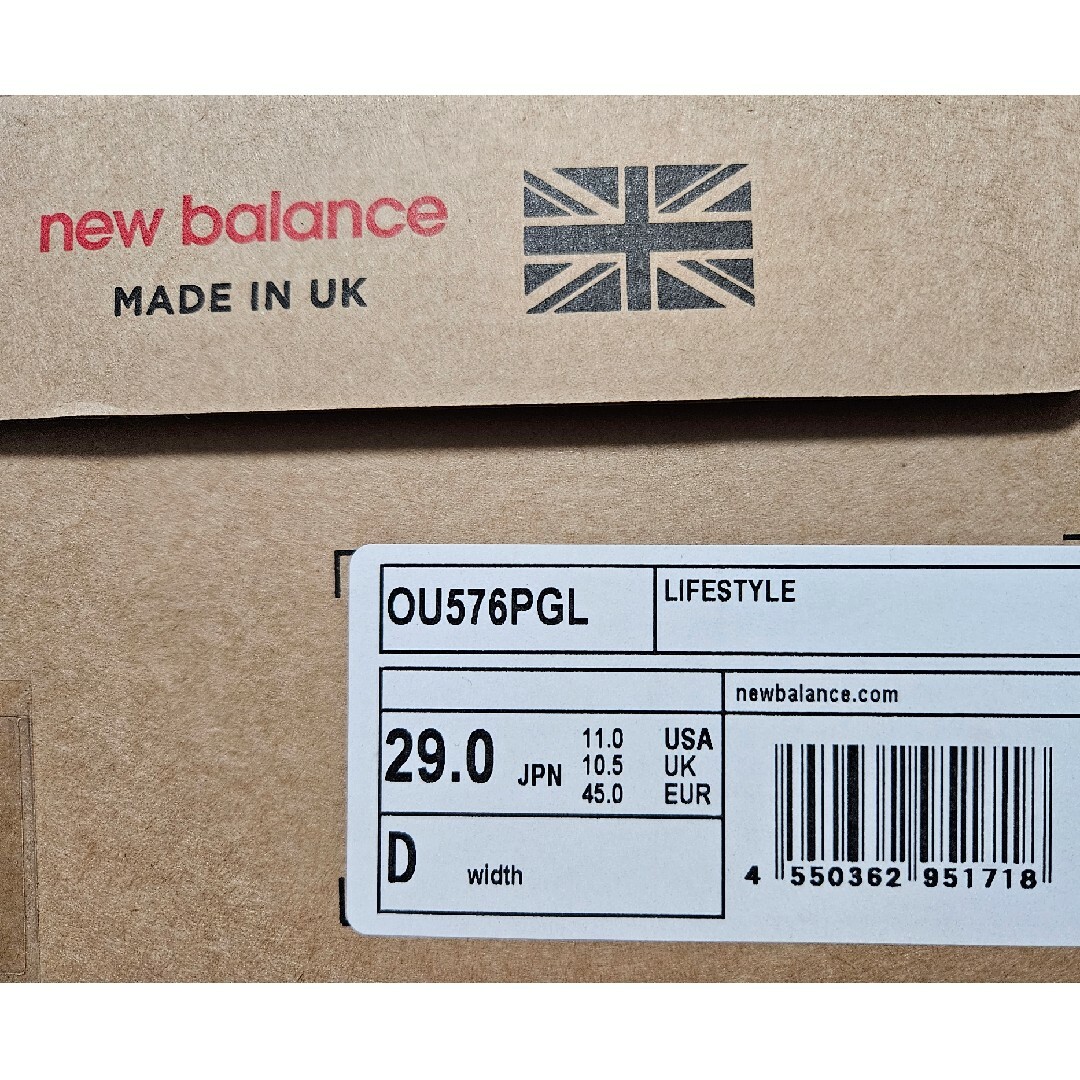 new balance
MADE IN UK
OU576PGL
LIFESTYLE
newbalance.com
29.0 JPN
11.0 USA
10.5 UK
45.0 EUR
D width
4 550362 951718